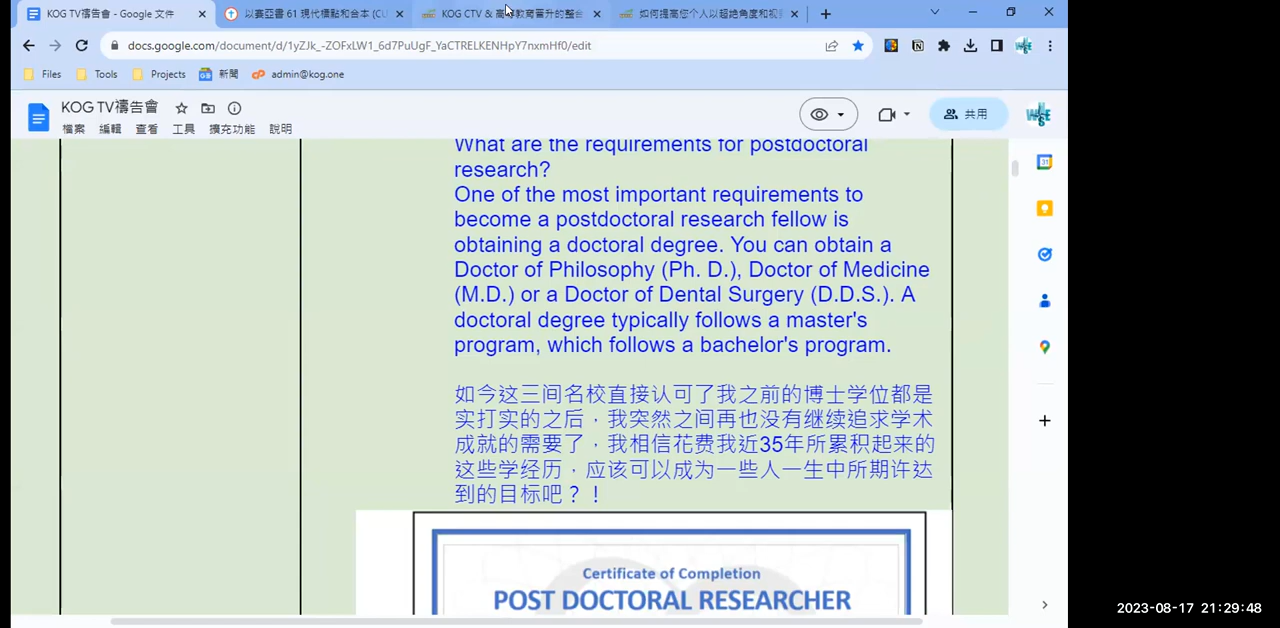 KOG TV禱告會 - Google 文件
以賽亞書 61 現代標點和合本 (CU
KOG CTV & 高等教育晉升的整合
如何提高您个人以超绝角度和视
docs.google.com/document/d/1yZJk_-ZOFxLW1_6d7PuUgF_YaCTRELKENHpY7nxmHf0/edit
Files Tools Projects 新聞 admin@kog.one
KOG TV禱告會
檔案 編輯 查看 工具 擴充功能 說明
共用
What are the requirements for postdoctoral
research?
One of the most important requirements to
become a postdoctoral research fellow is
obtaining a doctoral degree. You can obtain a
Doctor of Philosophy (Ph. D.), Doctor of Medicine
(M.D.) or a Doctor of Dental Surgery (D.D.S.). A
doctoral degree typically follows a master's
program, which follows a bachelor's program.
如今这三间名校直接认可了我之前的博士学位都是
实打实的之后，我突然之间再也没有继续追求学术
成就的需要了，我相信花费我近35年所累积起来的
这些学经历，应该可以成为一些人一生中所期许达
到的目标吧？！
Certificate of Completion
POST DOCTORAL RESEARCHER
31
2023-08-17 21:29:48